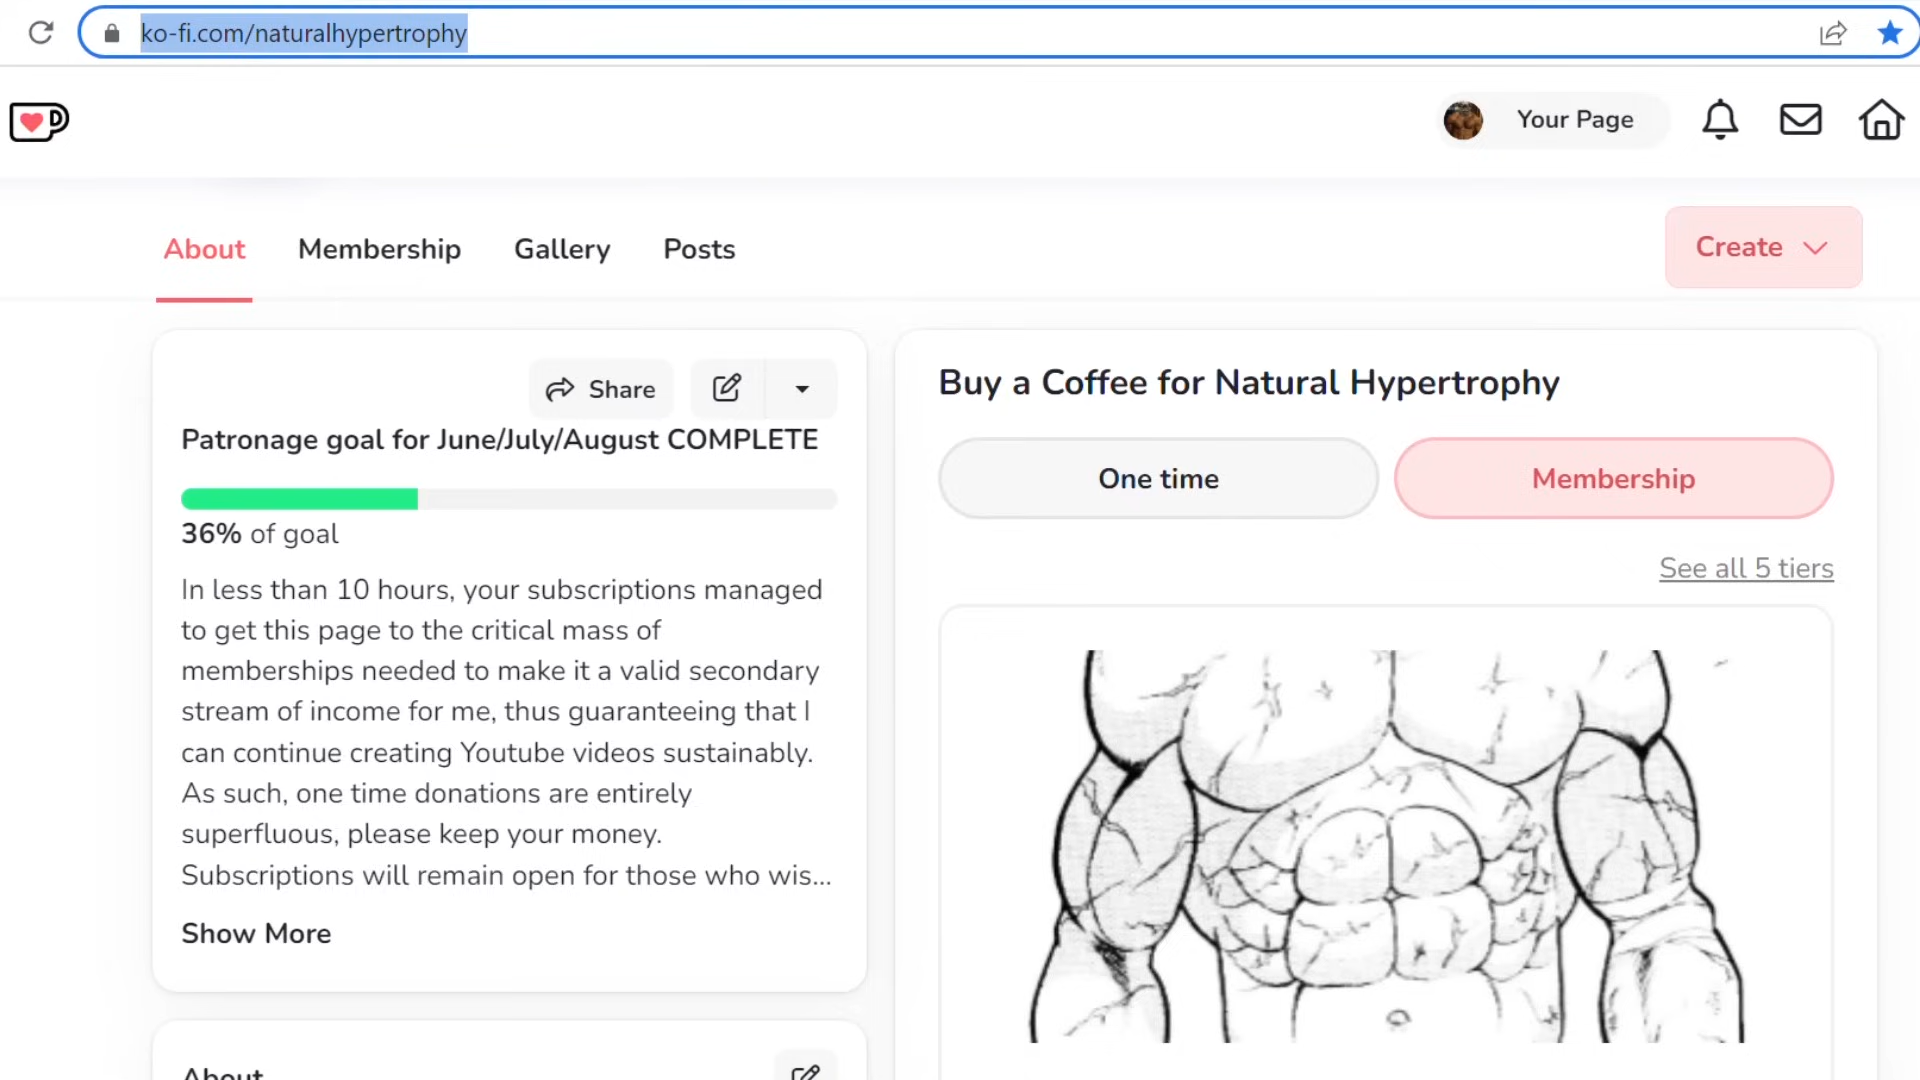 ko-fi.com/naturalhypertrophy
Your Page
About
Membership
Gallery
Posts
Create
Share
Patronage goal for June/July/August COMPLETE
36% of goal
In less than 10 hours, your subscriptions managed
to get this page to the critical mass of
memberships needed to make it a valid secondary
stream of income for me, thus guaranteeing that I
can continue creating Youtube videos sustainably.
As such, one time donations are entirely
superfluous, please keep your money.
Subscriptions will remain open for those who wis...
Show More
About
Buy a Coffee for Natural Hypertrophy
One time
Membership
See all 5 tiers